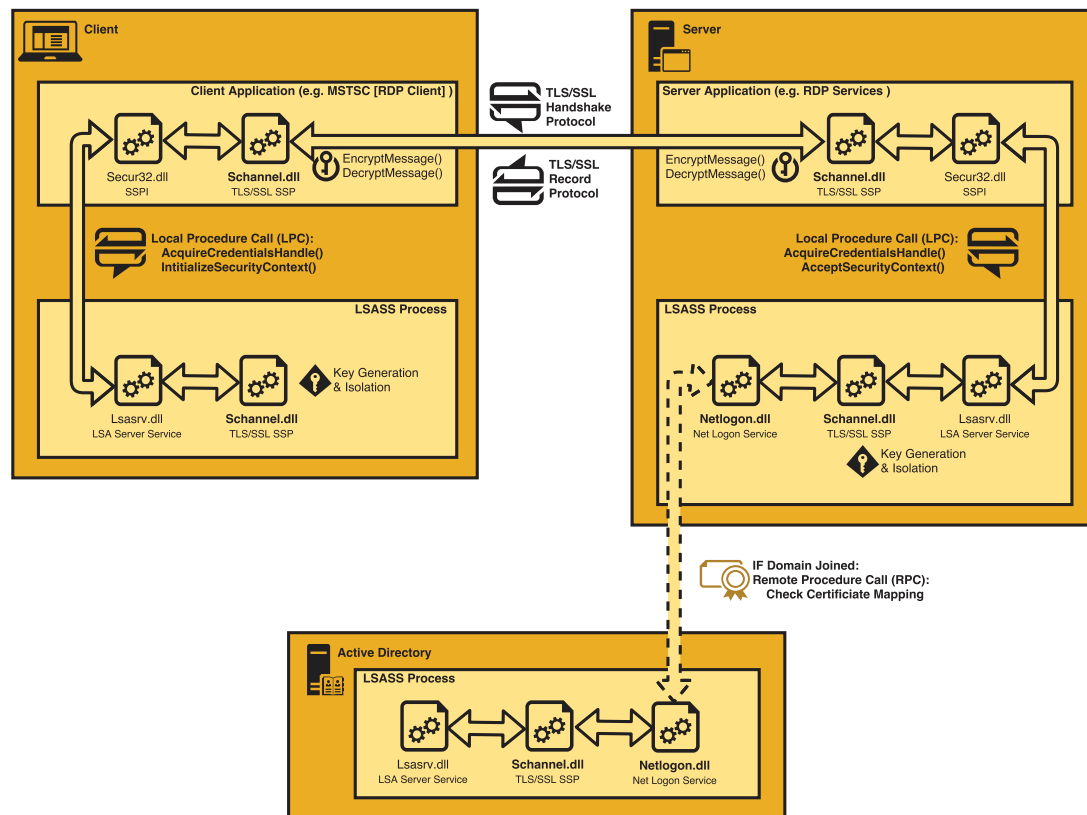 Client
Client Application (e.g. MSTSC [RDP Client] )
Secur32.dll
SSPI
Schannel.dll
TLS/SSL SSP
EncryptMessage()
DecryptMessage()
Local Procedure Call (LPC):
AcquireCredentialsHandle()
IntitializeSecurityContext()
LSASS Process
Lsasrv.dll
LSA Server Service
Schannel.dll
TLS/SSL SSP
Key Generation
& Isolation
TLS/SSL
Handshake
Protocol
TLS/SSL
Record
Protocol
Server
Server Application (e.g. RDP Services )
EncryptMessage()
DecryptMessage()
Schannel.dll
TLS/SSL SSP
Secur32.dll
SSPI
Local Procedure Call (LPC):
AcquireCredentialsHandle()
AcceptSecurityContext()
LSASS Process
Netlogon.dll
Net Logon Service
Schannel.dll
TLS/SSL SSP
Lsasrv.dll
LSA Server Service
Key Generation
& Isolation
IF Domain Joined:
Remote Procedure Call (RPC):
Check Certificiate Mapping
Active Directory
LSASS Process
Lsasrv.dll
LSA Server Service
Schannel.dll
TLS/SSL SSP
Netlogon.dll
Net Logon Service